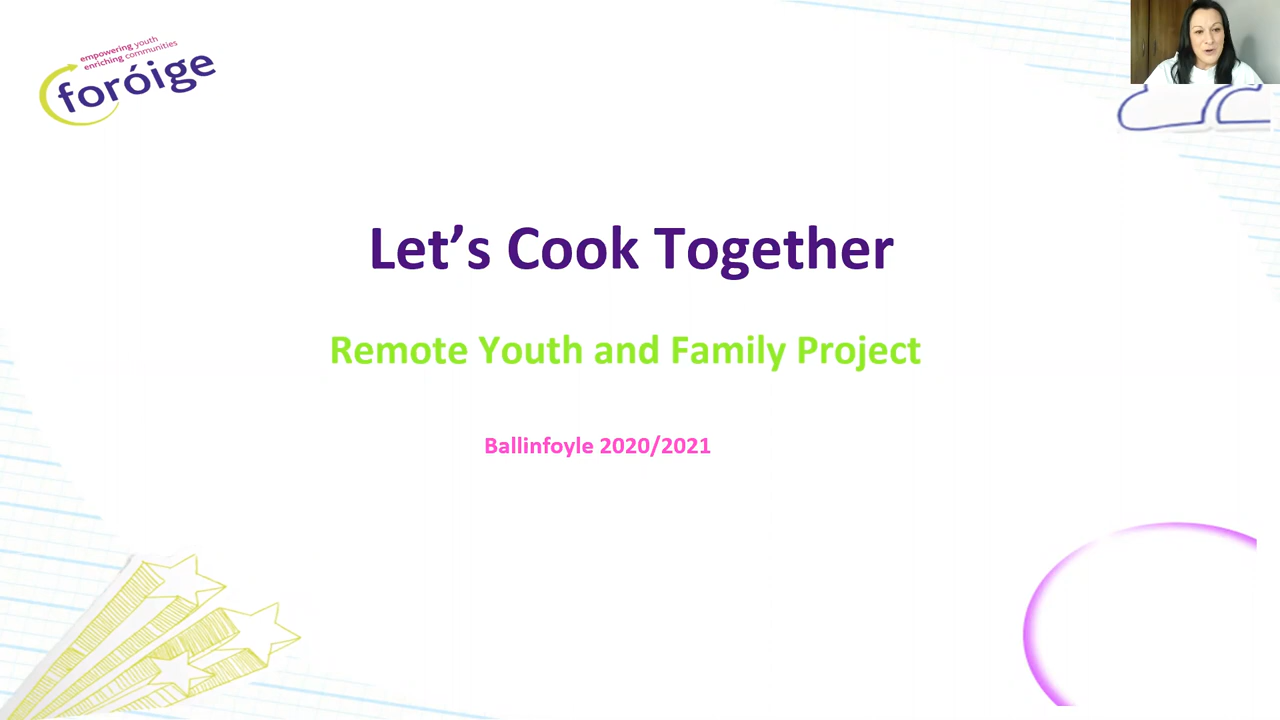 empowering youth
enriching communities
foróige
Let's Cook Together
Remote Youth and Family Project
Ballinfoyle 2020/2021